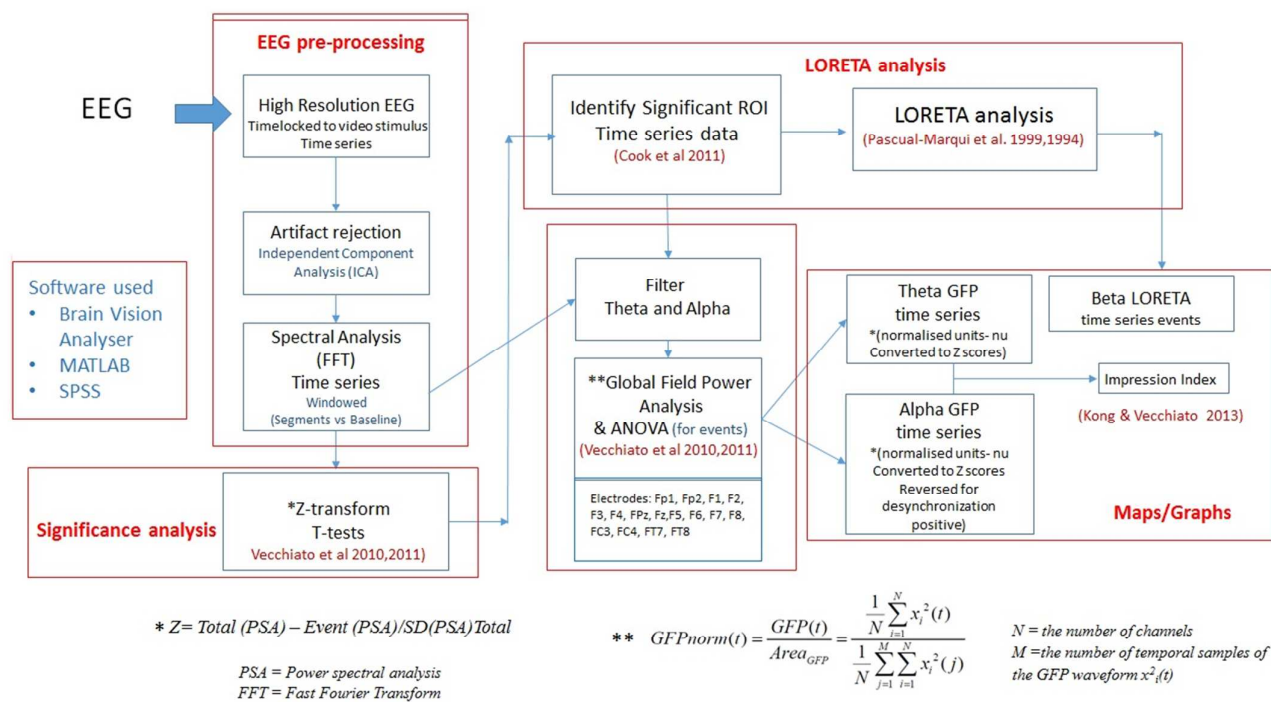 EEG
EEG pre-processing
High Resolution EEG
Timelocked to video stimulus
Time series
Artifact rejection
Independent Component
Analysis (ICA)
Spectral Analysis
(FFT)
Time series
Windowed
(Segments vs Baseline)
Software used
• Brain Vision
Analyser
• MATLAB
• SPSS
Significance analysis
*Z-transform
T-tests
Vecchiato et al 2010,2011)
LORETA analysis
Identify Significant ROI
Time series data
(Cook et al 2011)
LORETA analysis
(Pascual-Marqui et al. 1999,1994)
Filter
Theta and Alpha
**Global Field Power
Analysis
& ANOVA (for events)
(Vecchiato et al 2010,2011)
Electrodes: Fp1, Fp2, F1, F2,
F3, F4, FPz, Fz,F5, F6, F7, F8,
FC3, FC4, FT7, FT8
Theta GFP
time series
*(normalised units- nu
Converted to Z scores)
Alpha GFP
time series
*(normalised units- nu
Converted to Z scores
Reversed for
desynchronization
positive)
Beta LORETA
time series events
Impression Index
(Kong & Vecchiato 2013)
Maps/Graphs
* Z= Total (PSA) – Event (PSA)/SD(PSA)Total
PSA = Power spectral analysis
FFT = Fast Fourier Transform
** GFPnorm(t) = GFP(t) / Area_GFP = (1/N ∑_{i=1}^{N} x_i²(t)) / (1/N ∑_{j=1}^{M} ∑_{i=1}^{N} x_i²(j))
N = the number of channels
M =the number of temporal samples of
the GFP waveform x²ᵢ(t)